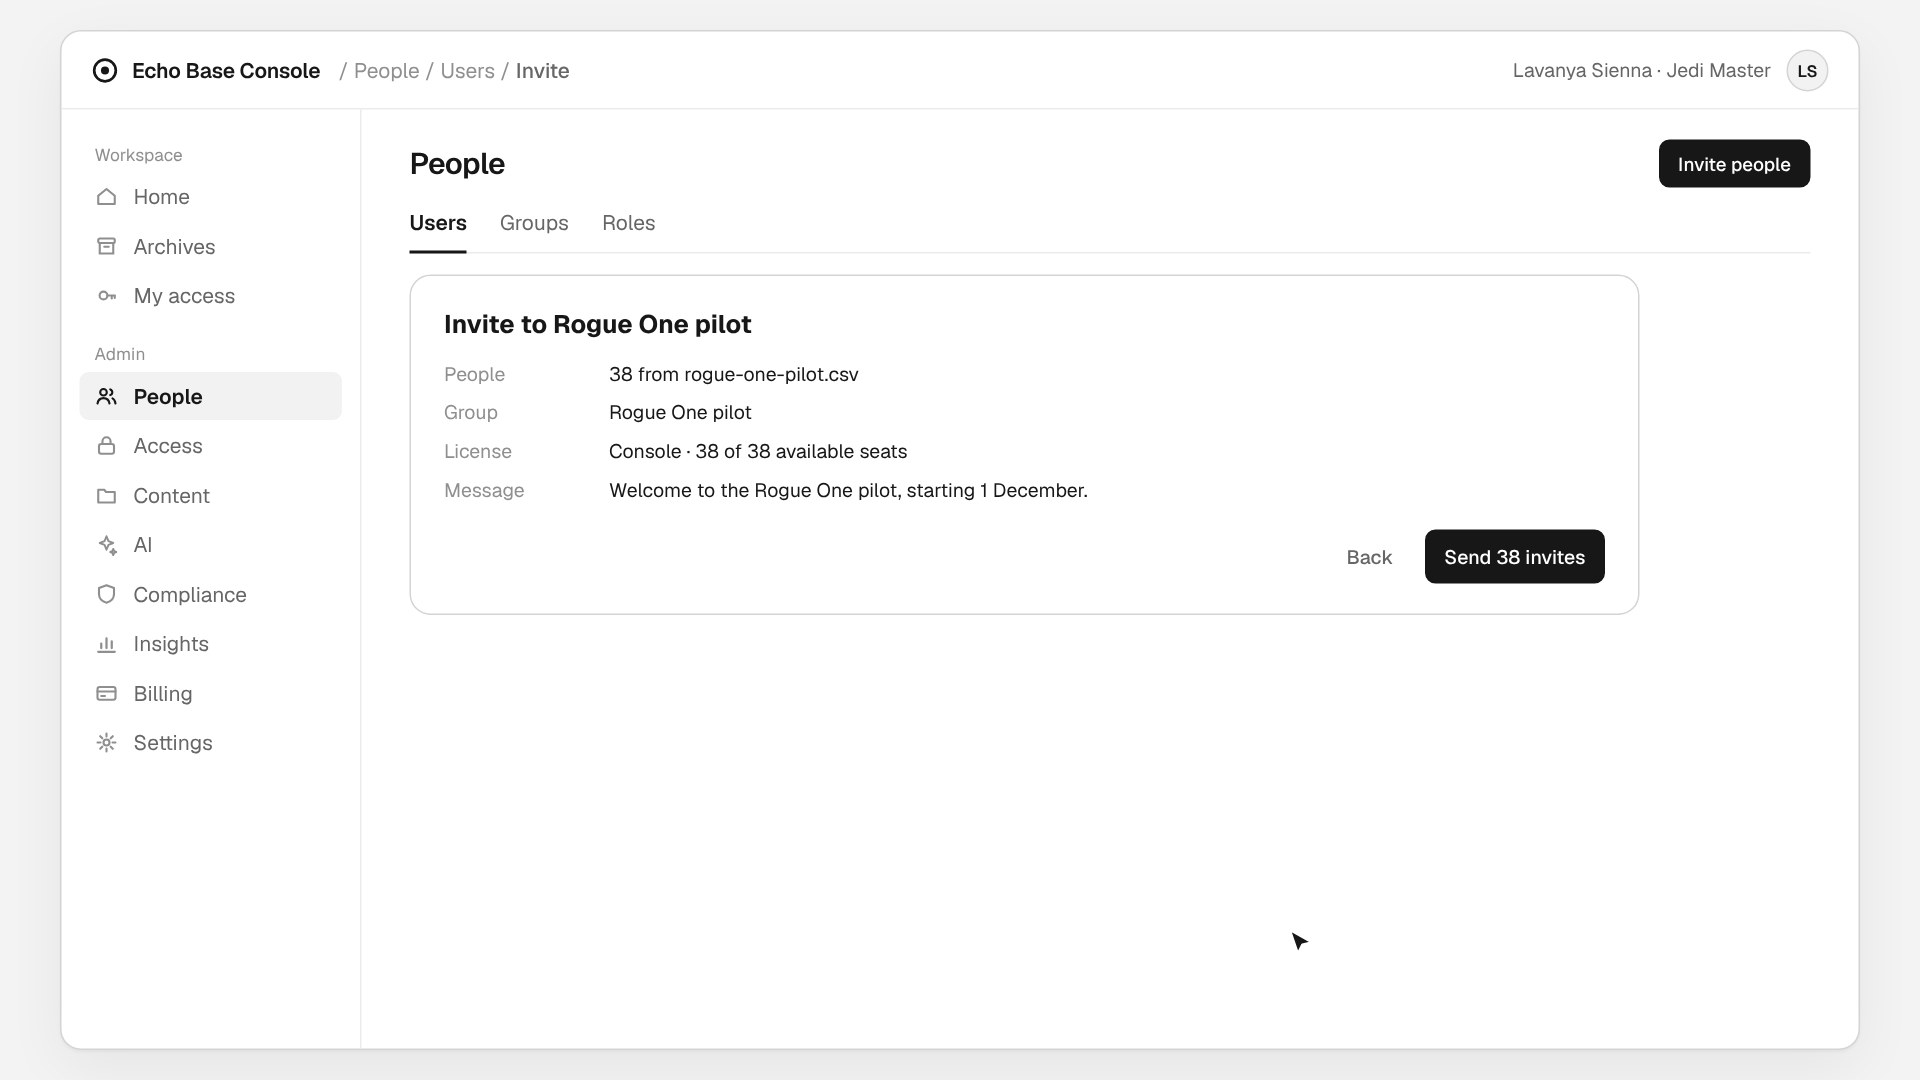 Echo Base Console / People / Users / Invite
Lavanya Sienna · Jedi Master LS
Workspace
Home
Archives
My access
Admin
People
Access
Content
AI
Compliance
Insights
Billing
Settings
People
Invite people
Users Groups Roles
Invite to Rogue One pilot
People 38 from rogue-one-pilot.csv
Group Rogue One pilot
License Console · 38 of 38 available seats
Message Welcome to the Rogue One pilot, starting 1 December.
Back Send 38 invites